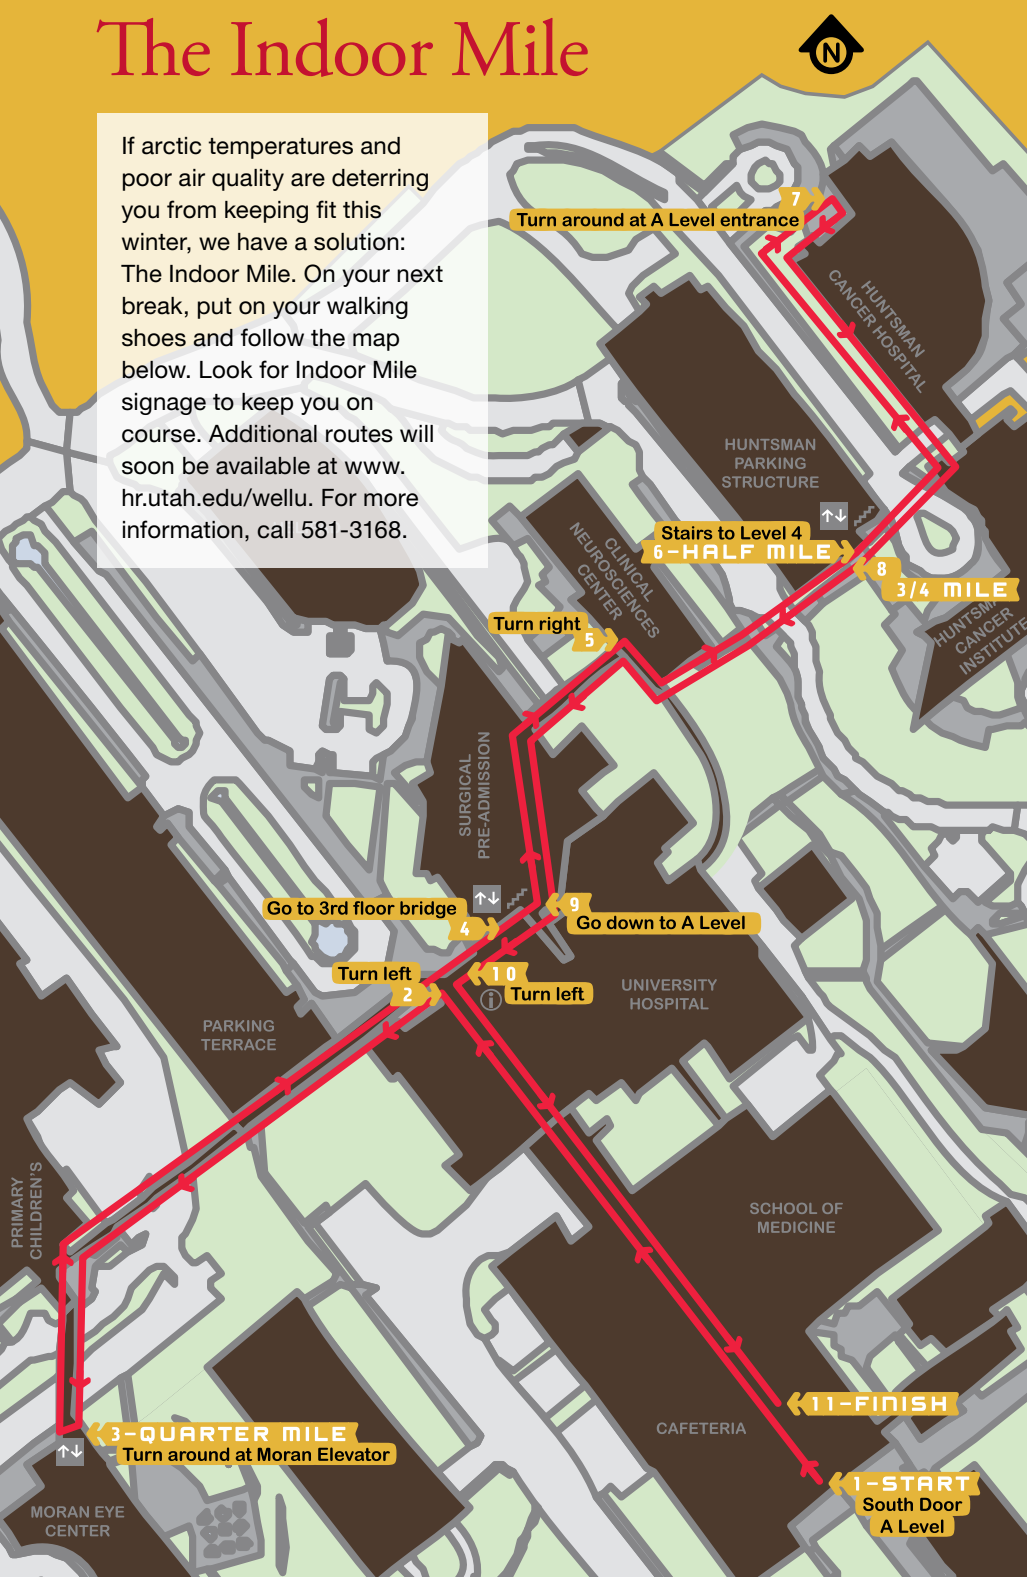 The Indoor Mile
N
If arctic temperatures and
poor air quality are deterring
you from keeping fit this
winter, we have a solution:
The Indoor Mile. On your next
break, put on your walking
shoes and follow the map
below. Look for Indoor Mile
signage to keep you on
course. Additional routes will
soon be available at www.
hr.utah.edu/wellu. For more
information, call 581-3168.
7
Turn around at A Level entrance
HUNTSMAN
CANCER HOSPITAL
HUNTSMAN
PARKING
STRUCTURE
Stairs to Level 4
6-HALF MILE
8
3/4 MILE
CLINICAL
NEUROSCIENCES
CENTER
HUNTSMAN
CANCER
INSTITUTE
Turn right
5
SURGICAL
PRE-ADMISSION
Go to 3rd floor bridge
4
9
Go down to A Level
Turn left
2
10
Turn left
i
UNIVERSITY
HOSPITAL
PARKING
TERRACE
PRIMARY
CHILDREN'S
SCHOOL OF
MEDICINE
11-FINISH
CAFETERIA
3-QUARTER MILE
Turn around at Moran Elevator
1-START
South Door
A Level
MORAN EYE
CENTER